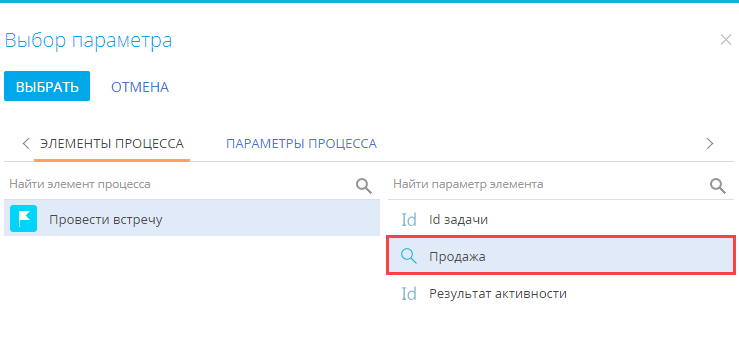 Выбор параметра
ВЫБРАТЬ ОТМЕНА
ЭЛЕМЕНТЫ ПРОЦЕССА ПАРАМЕТРЫ ПРОЦЕССА
Найти элемент процесса Найти параметр элемента
Провести встречу Id Id задачи
Продажа
Id Результат активности